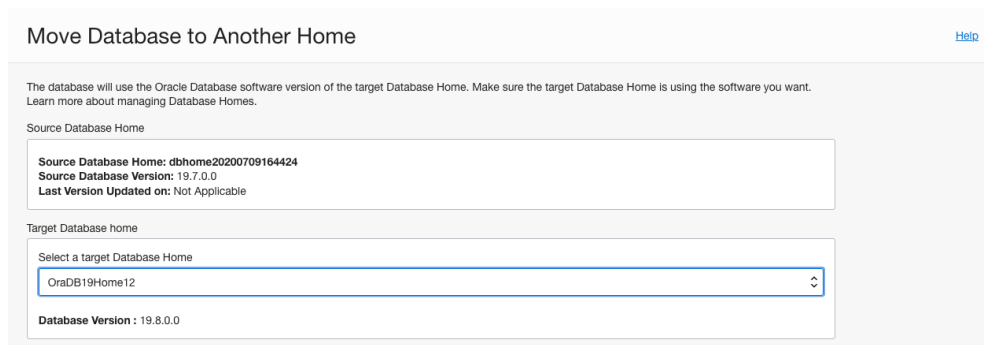 Move Database to Another Home
Help
The database will use the Oracle Database software version of the target Database Home. Make sure the target Database Home is using the software you want.
Learn more about managing Database Homes.
Source Database Home
Source Database Home: dbhome20200709164424
Source Database Version: 19.7.0.0
Last Version Updated on: Not Applicable
Target Database home
Select a target Database Home
OraDB19Home12
Database Version : 19.8.0.0